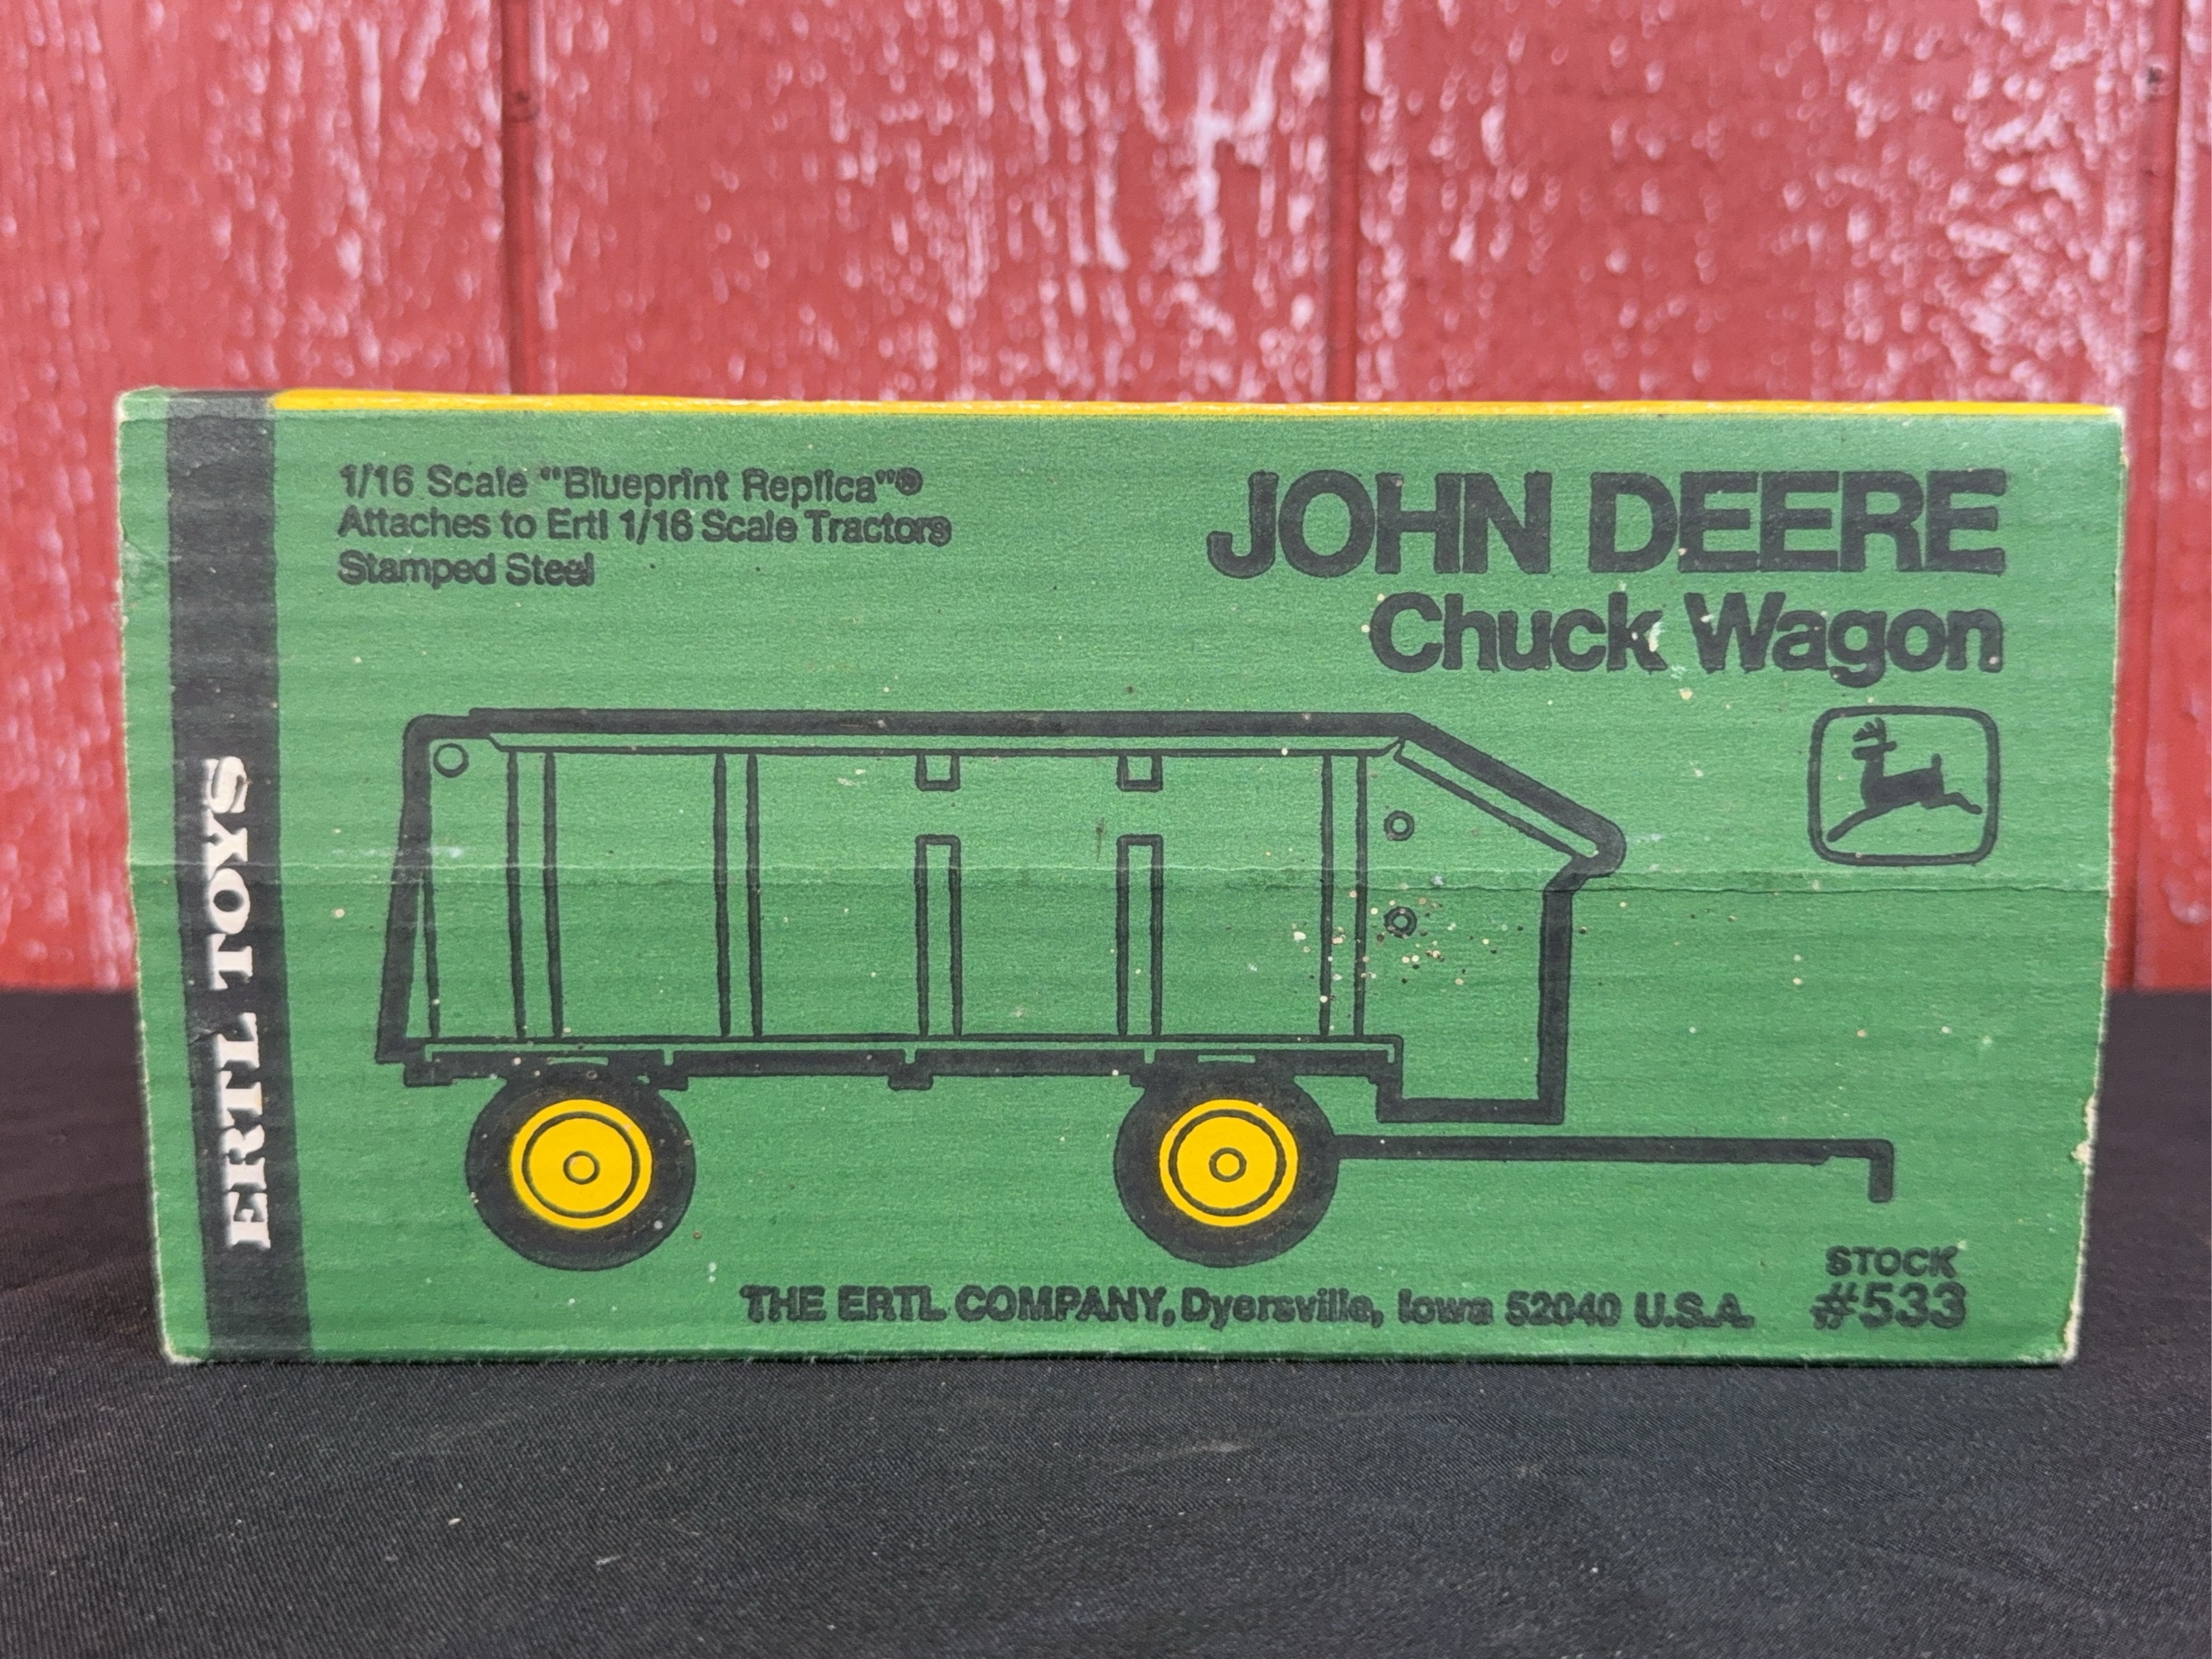 1/16 Scale "Blueprint Replica"®
Attaches to Ertl 1/16 Scale Tractors
Stamped Steel
JOHN DEERE
Chuck Wagon
ERTL TOYS
THE ERTL COMPANY, Dyersville, Iowa 52040 U.S.A.
STOCK
#533